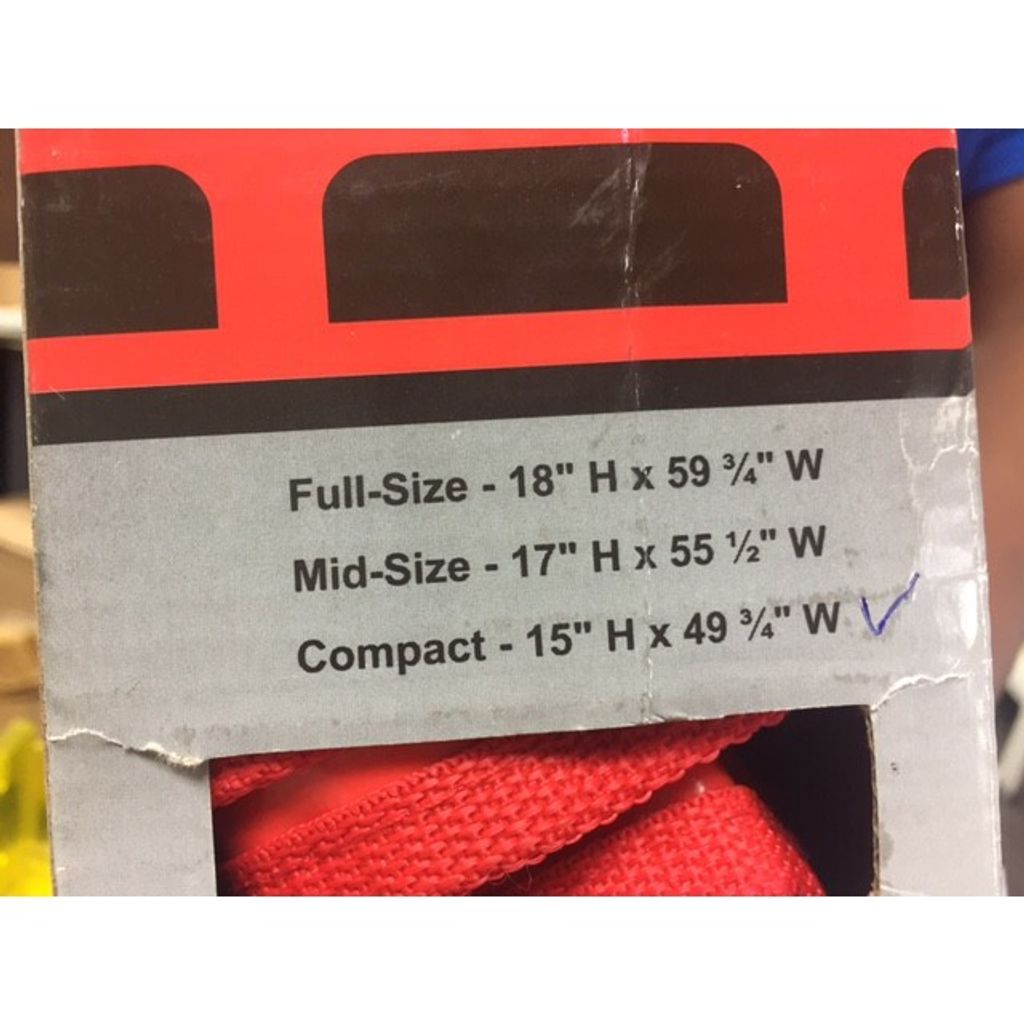 Full-Size - 18" H x 59 ¾" W
Mid-Size - 17" H x 55 ½" W
Compact - 15" H x 49 ¾" W